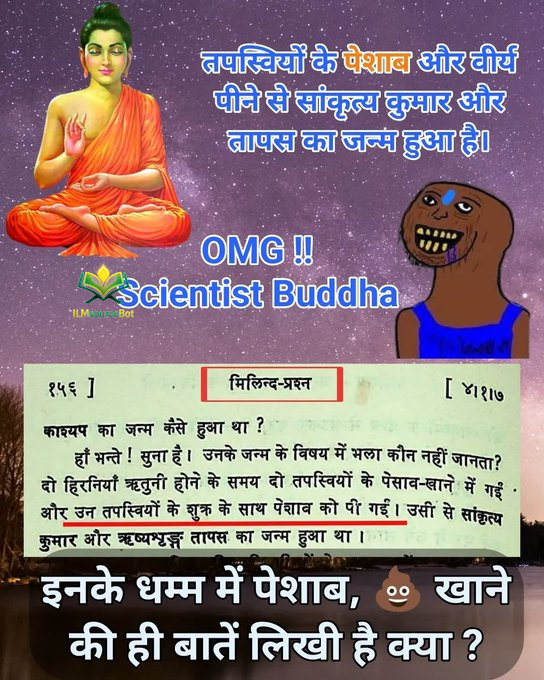 तपस्वियों के पेशाब और वीर्य
पीने से सांकृत्य कुमार और
तापस का जन्म हुआ है।
OMG !!
Scientist Buddha
१५६ ]
मिलिन्द-प्रश्न
[ ४।१।७
काश्यप का जन्म कैसे हुआ था ?
हाँ भन्ते ! सुना है। उनके जन्म के विषय में भला कौन नहीं जानता?
दो हिरनियाँ ऋतुनी होने के समय दो तपस्वियों के पेसाब-खाने में गईं
और उन तपस्वियों के शुक्र के साथ पेशाब को पी गईं। उसी से सांकृत्य
कुमार और ऋष्यशृङ्ग तापस का जन्म हुआ था।
इनके धम्म में पेशाब, 💩 खाने
की ही बातें लिखी है क्या ?